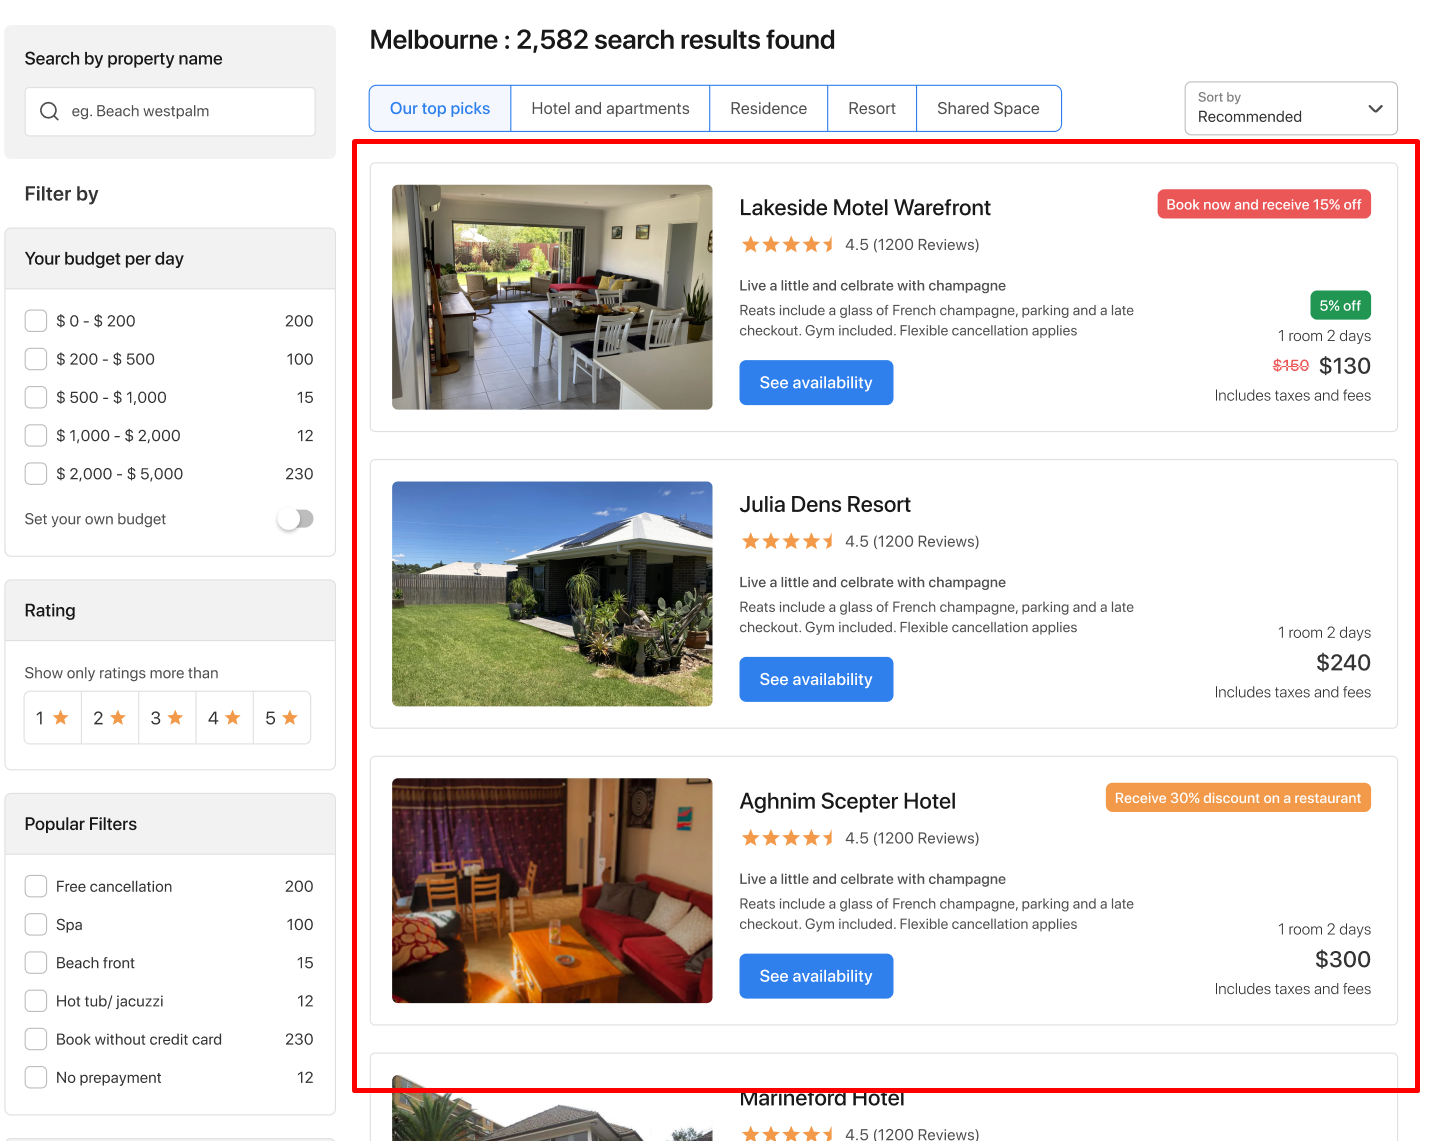 Search by property name
eg. Beach westpalm
Filter by
Your budget per day
$ 0 - $ 200 200
$ 200 - $ 500 100
$ 500 - $ 1,000 15
$ 1,000 - $ 2,000 12
$ 2,000 - $ 5,000 230
Set your own budget
Rating
Show only ratings more than
1 2 3 4 5
Popular Filters
Free cancellation 200
Spa 100
Beach front 15
Hot tub/ jacuzzi 12
Book without credit card 230
No prepayment 12
Melbourne : 2,582 search results found
Our top picks Hotel and apartments Residence Resort Shared Space
Sort by
Recommended
Lakeside Motel Warefront
Book now and receive 15% off
4.5 (1200 Reviews)
Live a little and celbrate with champagne
Reats include a glass of French champagne, parking and a late
checkout. Gym included. Flexible cancellation applies
See availability
5% off
1 room 2 days
$150 $130
Includes taxes and fees
Julia Dens Resort
4.5 (1200 Reviews)
Live a little and celbrate with champagne
Reats include a glass of French champagne, parking and a late
checkout. Gym included. Flexible cancellation applies
See availability
1 room 2 days
$240
Includes taxes and fees
Aghnim Scepter Hotel
Receive 30% discount on a restaurant
4.5 (1200 Reviews)
Live a little and celbrate with champagne
Reats include a glass of French champagne, parking and a late
checkout. Gym included. Flexible cancellation applies
See availability
1 room 2 days
$300
Includes taxes and fees
Marineford Hotel
4.5 (1200 Reviews)